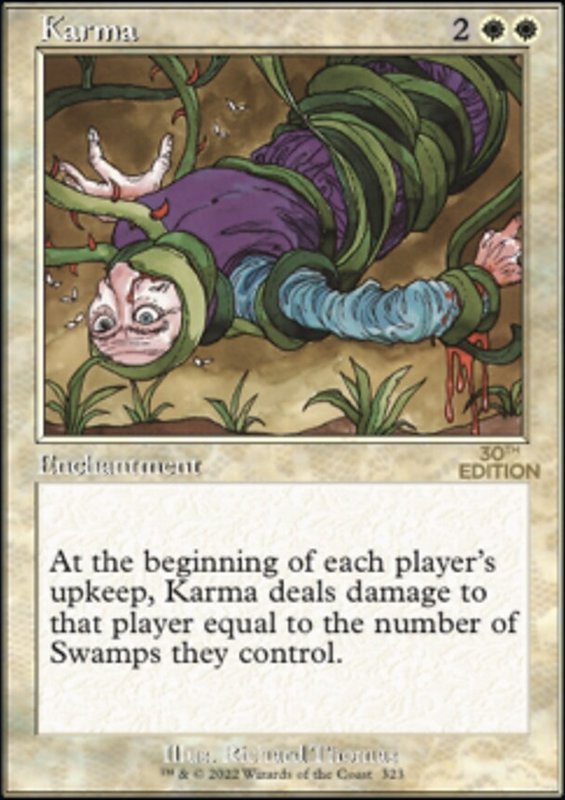 Karma 2
Enchantment
30TH
EDITION
At the beginning of each player's
upkeep, Karma deals damage to
that player equal to the number of
Swamps they control.
Illus. Richard Thomas
™ & © 2022 Wizards of the Coast 323